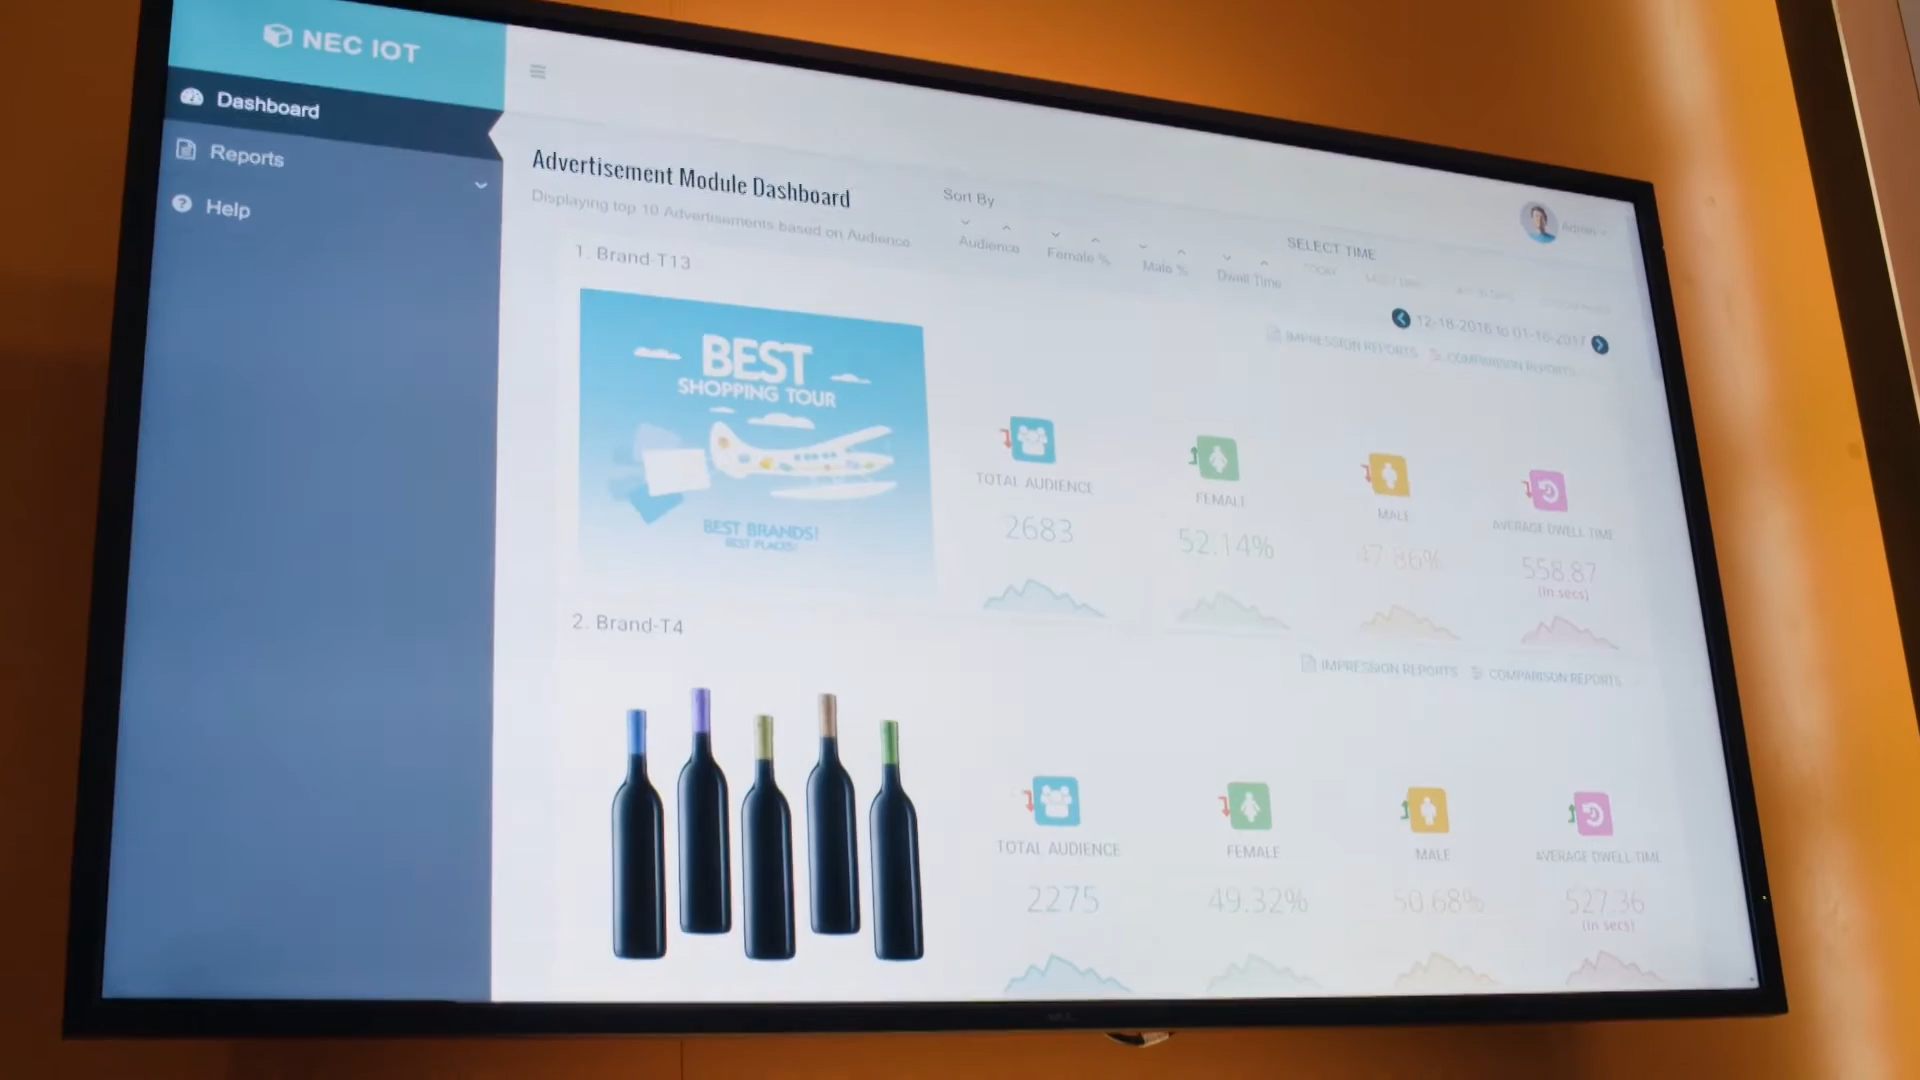 NEC IOT
Dashboard
Reports
Help
Advertisement Module Dashboard
Displaying top 10 Advertisements based on Audience
Sort By
Audience
Female %
Male %
Dwell Time
SELECT TIME
Admin
12-18-2016 to 01-16-2017
1. Brand-T13
IMPRESSION REPORTS
COMPARISON REPORTS
BEST
SHOPPING TOUR
BEST BRANDS!
BEST PLACES!
TOTAL AUDIENCE
2683
FEMALE
52.14%
MALE
47.86%
AVERAGE DWELL TIME
558.87
(in secs)
2. Brand-T4
IMPRESSION REPORTS
COMPARISON REPORTS
TOTAL AUDIENCE
2275
FEMALE
49.32%
MALE
50.68%
AVERAGE DWELL TIME
527.36
(in secs)